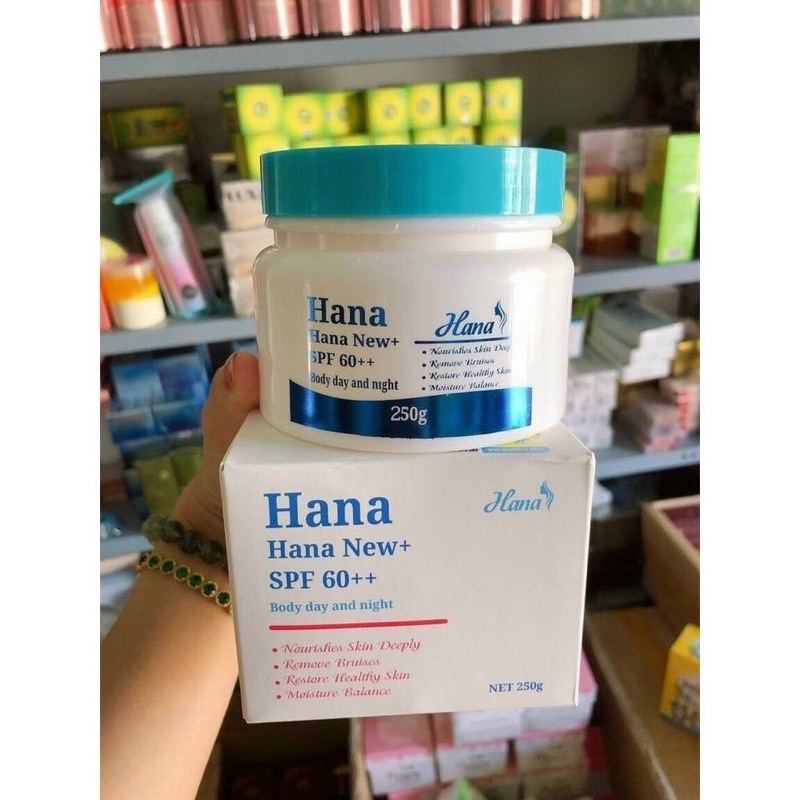 Hana
Hana New+
SPF 60++
Body day and night
Hana
• Nourishes Skin Deep
• Remove Bruises
• Restore Healthy Skin
• Moisture Balance
250g
Hana
Hana New+
SPF 60++
Body day and night
Hana
• Nourishes Skin Deeply
• Remove Bruises
• Restore Healthy Skin
• Moisture Balance
NET 250g